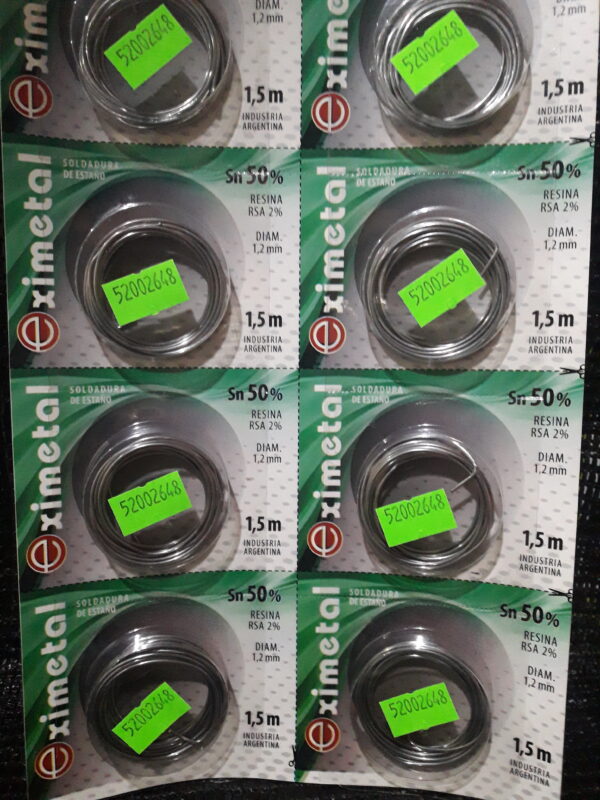 eximetal
52002648
DIAM.
1,2 mm
1,5 m
INDUSTRIA
ARGENTINA
eximetal
52002648
DIAM.
1,2 mm
1,5 m
INDUSTRIA
ARGENTINA
eximetal
SOLDADURA
DE ESTAÑO
Sn 50%
RESINA
RSA 2%
DIAM.
1,2 mm
52002648
1,5 m
INDUSTRIA
ARGENTINA
eximetal
SOLDADURA
DE ESTAÑO
Sn 50%
RESINA
RSA 2%
DIAM.
1,2 mm
52002648
1,5 m
INDUSTRIA
ARGENTINA
eximetal
SOLDADURA
DE ESTAÑO
Sn 50%
RESINA
RSA 2%
DIAM.
1,2 mm
52002648
1,5 m
INDUSTRIA
ARGENTINA
eximetal
SOLDADURA
DE ESTAÑO
Sn 50%
RESINA
RSA 2%
DIAM.
1,2 mm
52002648
1,5 m
INDUSTRIA
ARGENTINA
eximetal
SOLDADURA
DE ESTAÑO
Sn 50%
RESINA
RSA 2%
DIAM.
1,2 mm
52002648
1,5 m
INDUSTRIA
ARGENTINA
eximetal
SOLDADURA
DE ESTAÑO
Sn 50%
RESINA
RSA 2%
DIAM.
1,2 mm
52002648
1,5 m
INDUSTRIA
ARGENTINA